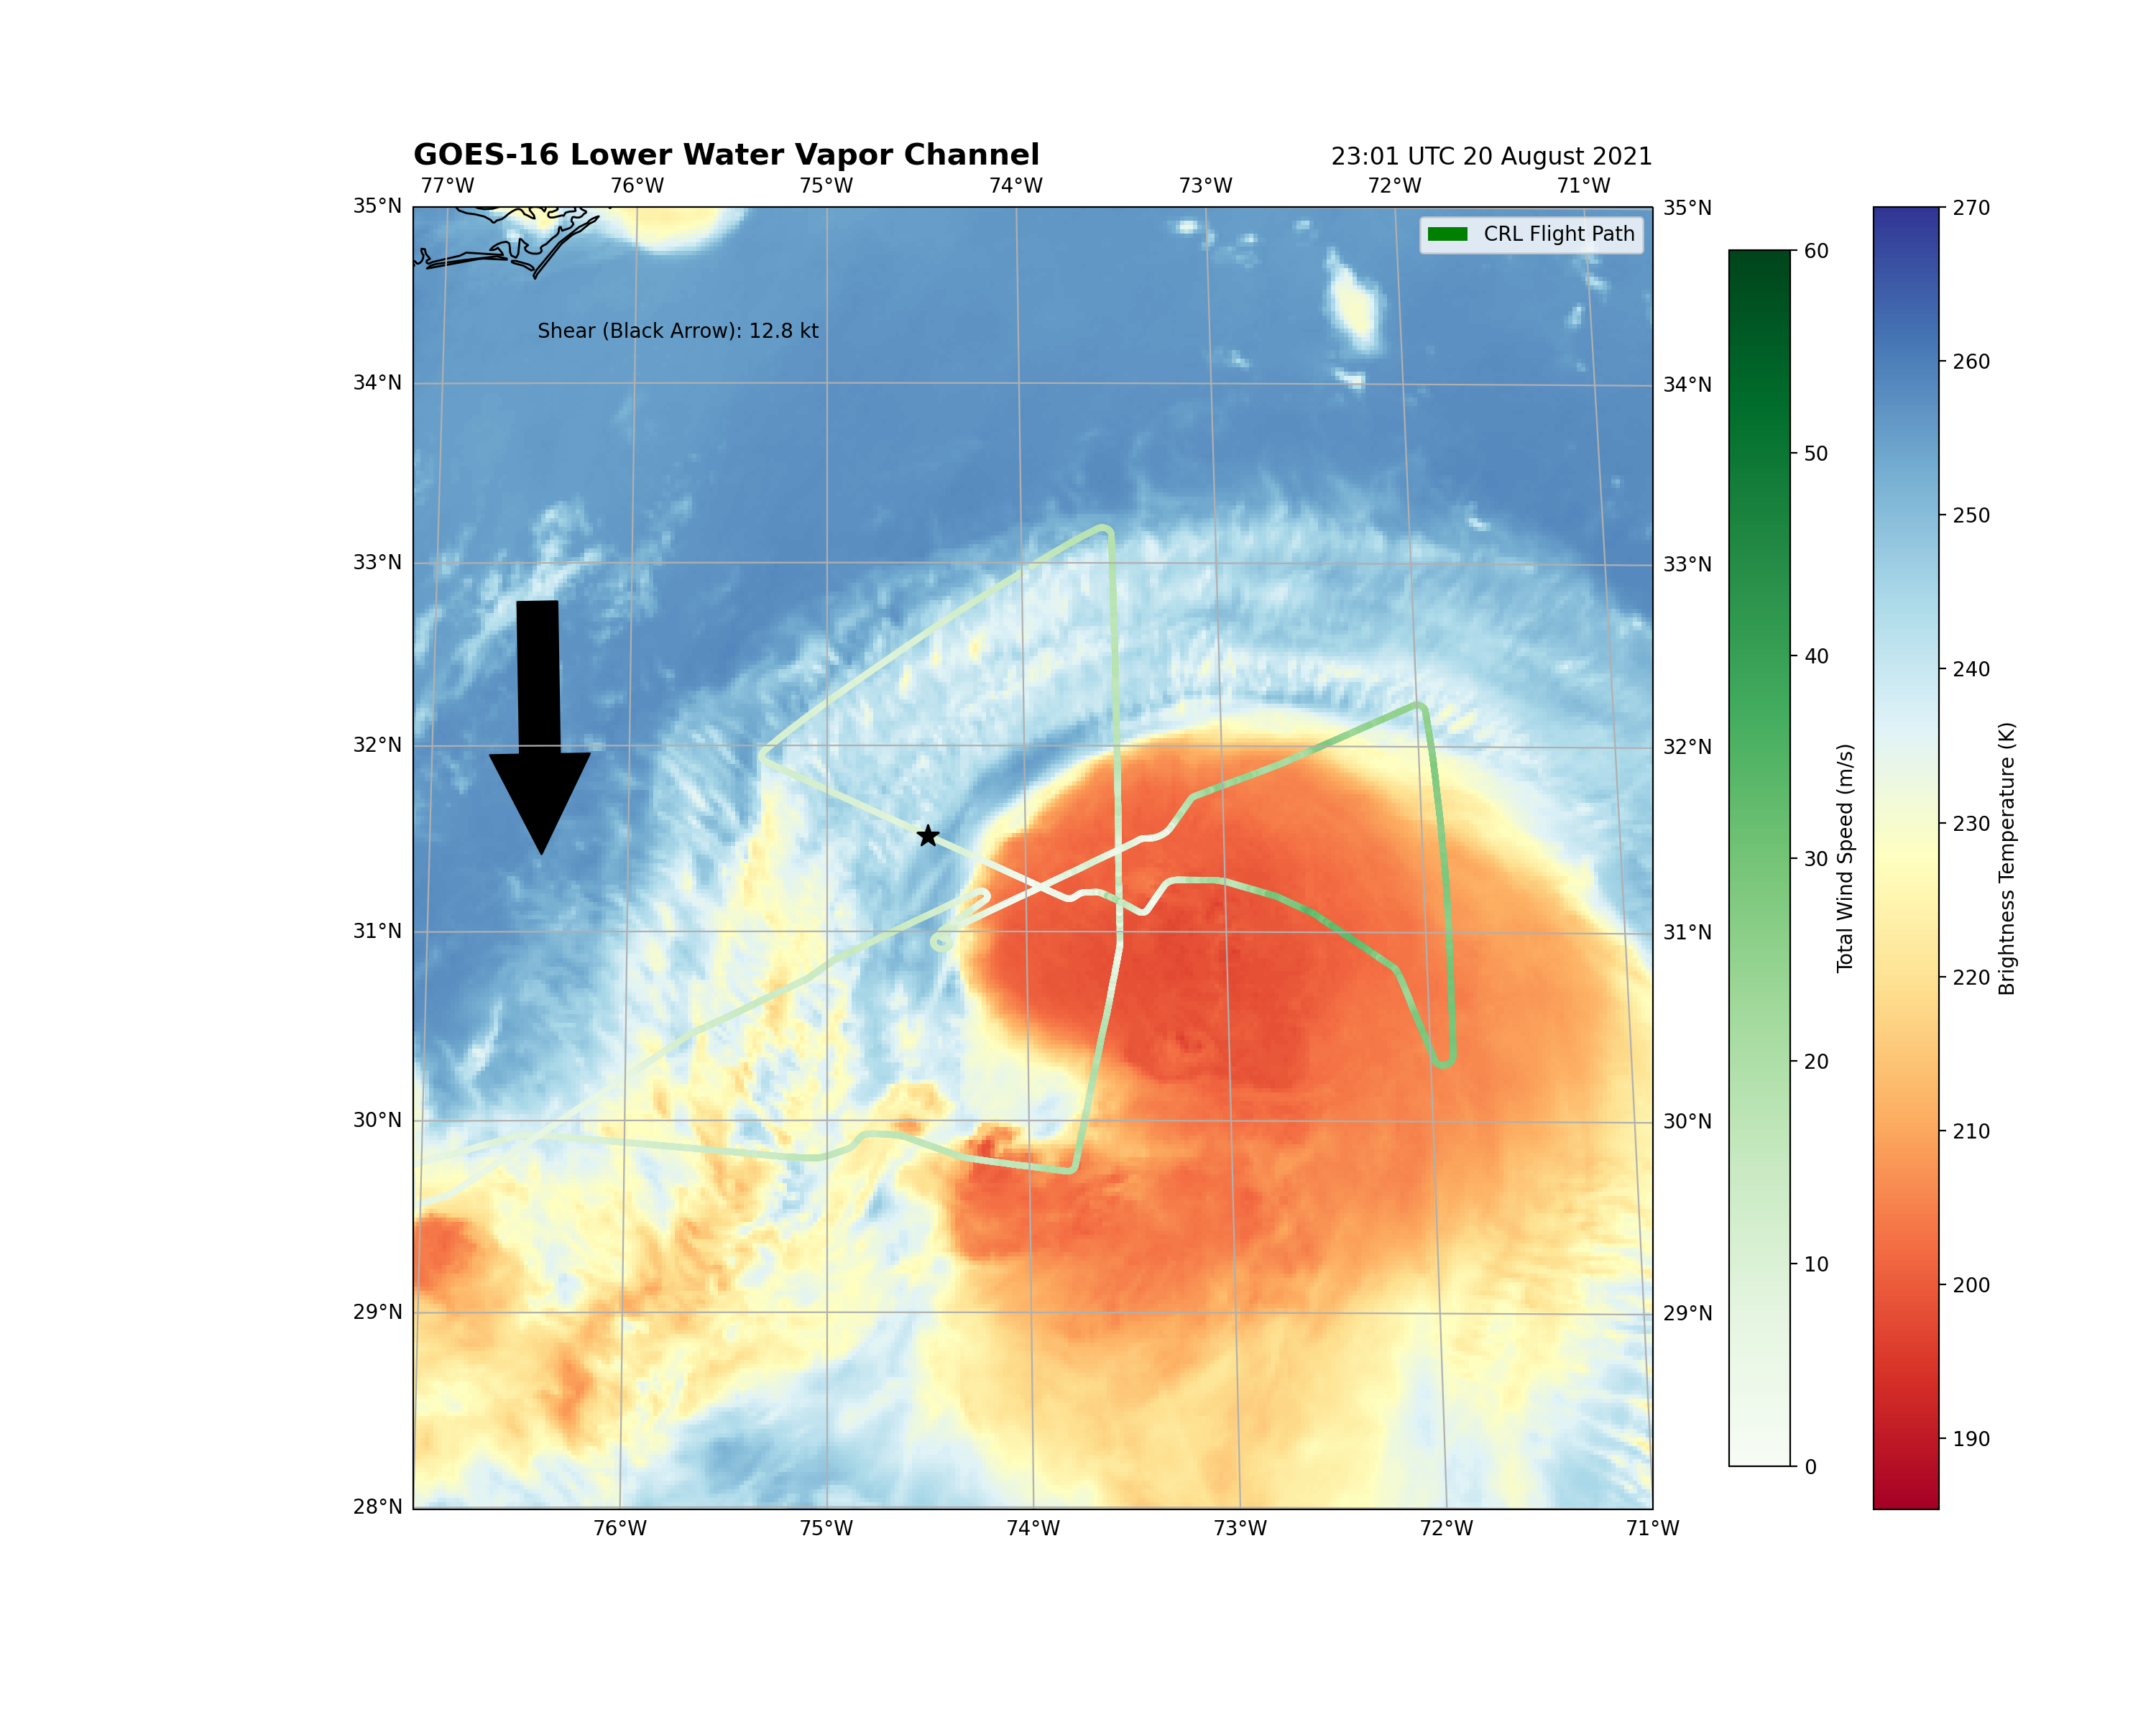 GOES-16 Lower Water Vapor Channel
23:01 UTC 20 August 2021
77°W 76°W 75°W 74°W 73°W 72°W 71°W
35°N
35°N
CRL Flight Path
Shear (Black Arrow): 12.8 kt
34°N
34°N
33°N
33°N
32°N
32°N
31°N
31°N
30°N
30°N
29°N
29°N
28°N
76°W 75°W 74°W 73°W 72°W 71°W
60
50
40
30
20
10
0
Total Wind Speed (m/s)
270
260
250
240
230
220
210
200
190
Brightness Temperature (K)